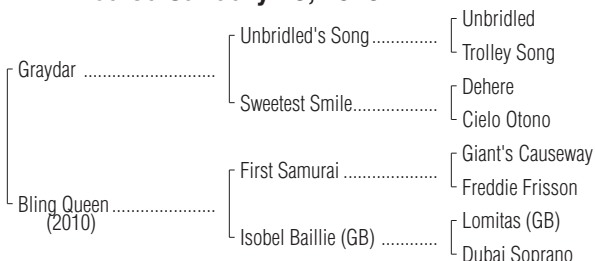 Unbridled
Unbridled's Song
Trolley Song
Graydar
Dehere
Sweetest Smile
Cielo Otono
Giant's Causeway
First Samurai
Freddie Frisson
Bling Queen
(2010)
Lomitas (GB)
Isobel Baillie (GB)
Dubai Soprano